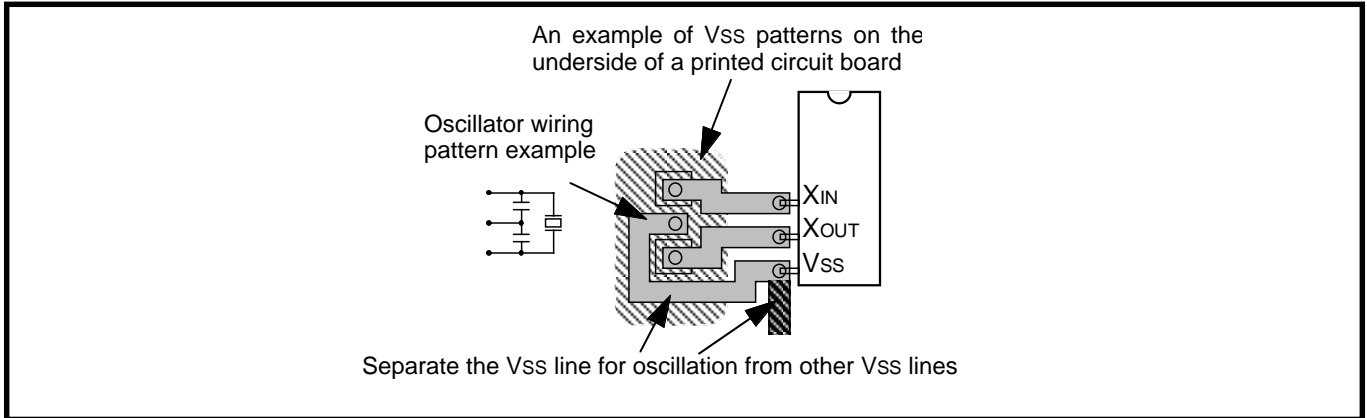 An example of VSS patterns on the
underside of a printed circuit board
Oscillator wiring
pattern example
XIN
XOUT
VSS
Separate the VSS line for oscillation from other VSS lines